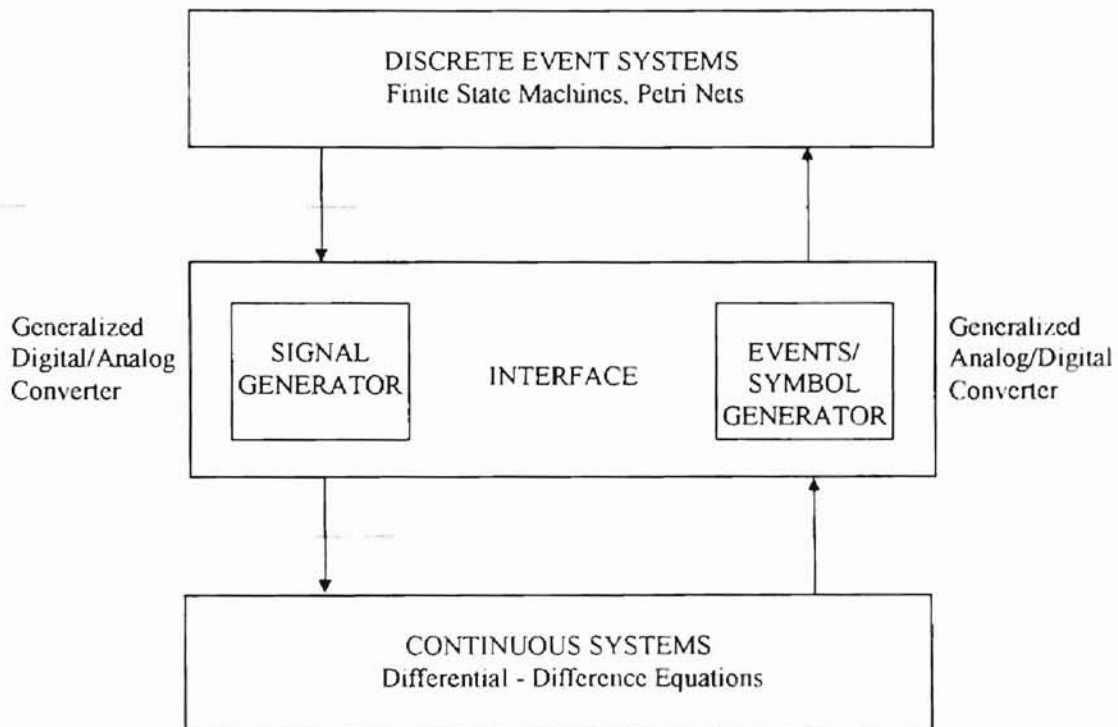 DISCRETE EVENT SYSTEMS
Finite State Machines, Petri Nets
Generalized
Digital/Analog
Converter
SIGNAL
GENERATOR
INTERFACE
EVENTS/
SYMBOL
GENERATOR
Generalized
Analog/Digital
Converter
CONTINUOUS SYSTEMS
Differential - Difference Equations